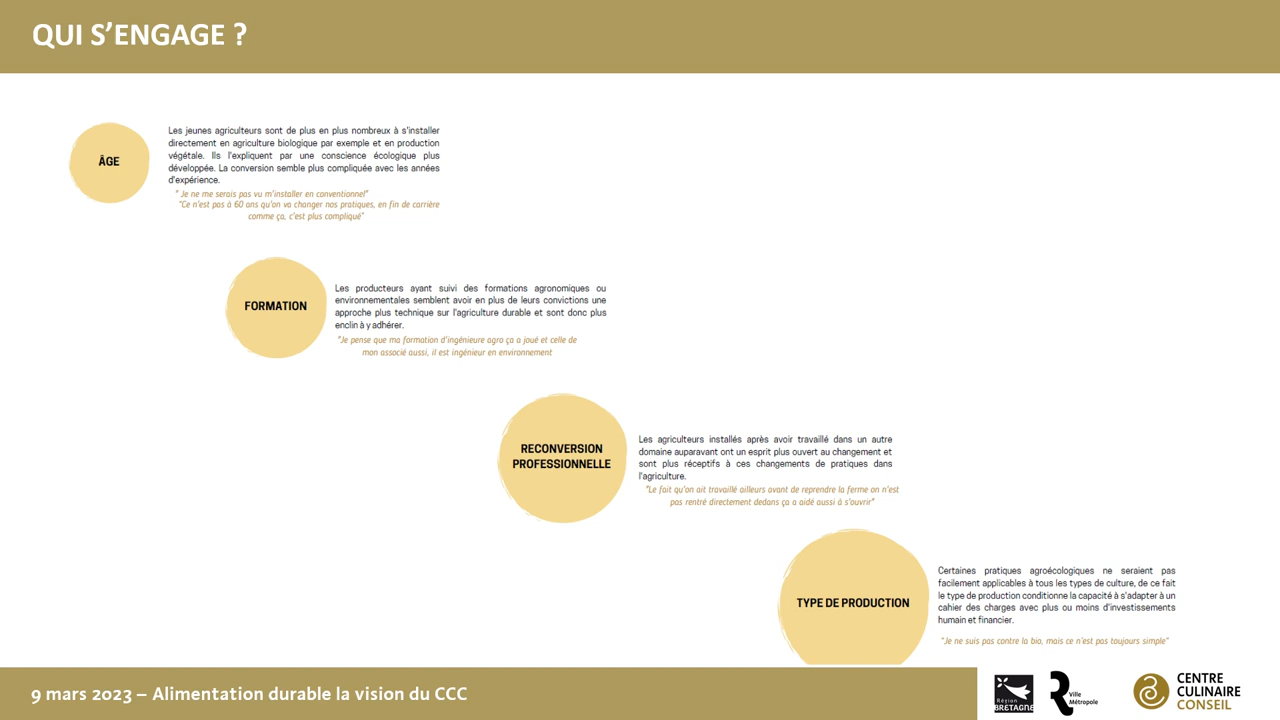 QUI S’ENGAGE ?
ÂGE
Les jeunes agriculteurs sont de plus en plus nombreux à s'installer
directement en agriculture biologique par exemple et en production
végétale. Ils l'expliquent par une conscience écologique plus
développée. La conversion semble plus compliquée avec les années
d'expérience.
" Je ne me serais pas vu m'installer en conventionnel"
"Ce n'est pas à 60 ans qu'on va changer nos pratiques, en fin de carrière
comme ça, c'est plus compliqué"
FORMATION
Les producteurs ayant suivi des formations agronomiques ou
environnementales semblent avoir en plus de leurs convictions une
approche plus technique sur l'agriculture durable et sont donc plus
enclin à y adhérer.
"Je pense que ma formation d'ingénieure agro ça a joué et celle de
mon associé aussi, il est ingénieur en environnement
RECONVERSION
PROFESSIONNELLE
Les agriculteurs installés après avoir travaillé dans un autre
domaine auparavant ont un esprit plus ouvert au changement et
sont plus réceptifs à ces changements de pratiques dans
l'agriculture.
"Le fait qu'on ait travaillé ailleurs avant de reprendre la ferme on n'est
pas rentré directement dedans ça a aidé aussi à s'ouvrir"
TYPE DE PRODUCTION
Certaines pratiques agroécologiques ne seraient pas
facilement applicables à tous les types de culture, de ce fait
le type de production conditionne la capacité à s'adapter à un
cahier des charges avec plus ou moins d'investissements
humain et financier.
"Je ne suis pas contre la bio, mais ce n'est pas toujours simple"
9 mars 2023 – Alimentation durable la vision du CCC
Région
BRETAGNE
Ville
Métropole
CENTRE
CULINAIRE
CONSEIL